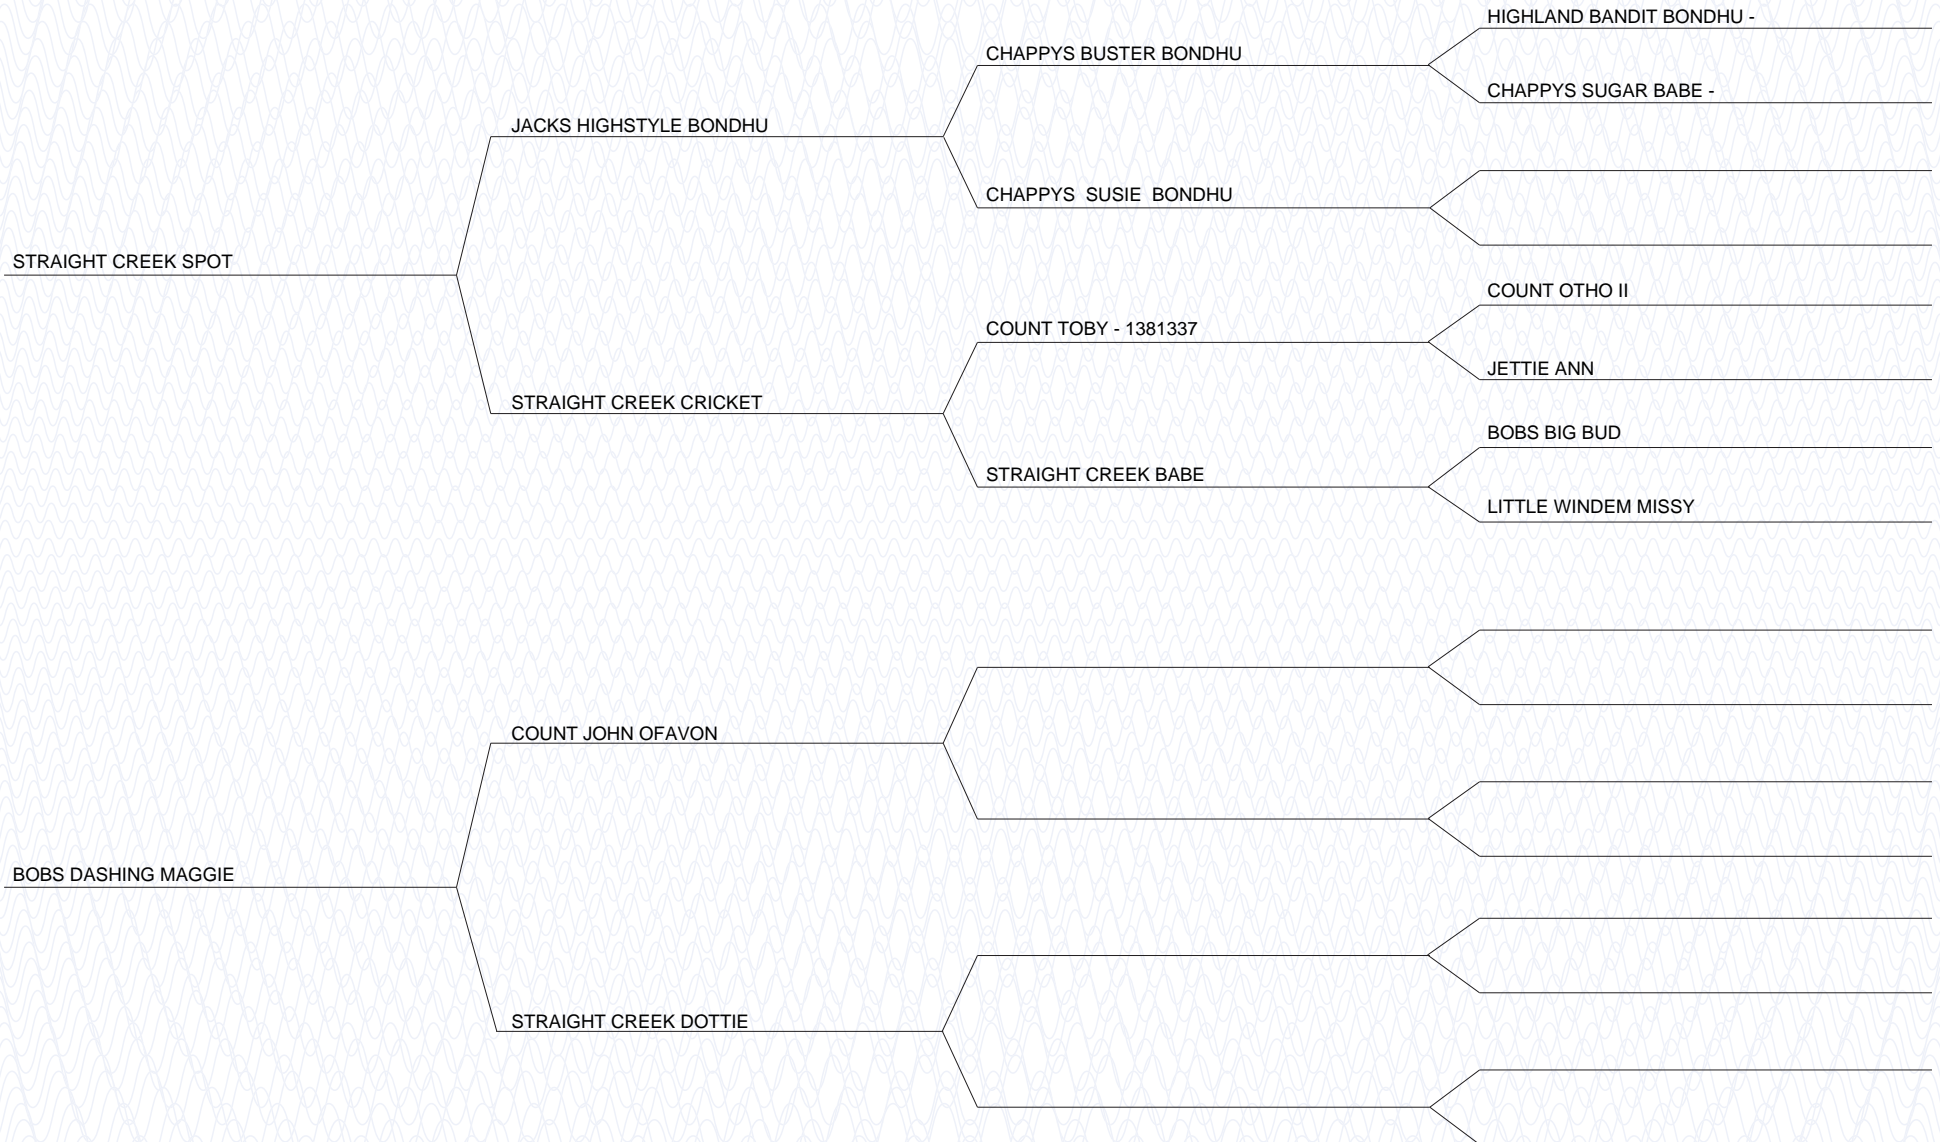 HIGHLAND BANDIT BONDHU -
CHAPPYS BUSTER BONDHU
CHAPPYS SUGAR BABE -
JACKS HIGHSTYLE BONDHU
CHAPPYS  SUSIE  BONDHU
STRAIGHT CREEK SPOT
COUNT OTHO II
COUNT TOBY - 1381337
JETTIE ANN
STRAIGHT CREEK CRICKET
BOBS BIG BUD
STRAIGHT CREEK BABE
LITTLE WINDEM MISSY
COUNT JOHN OFAVON
BOBS DASHING MAGGIE
STRAIGHT CREEK DOTTIE